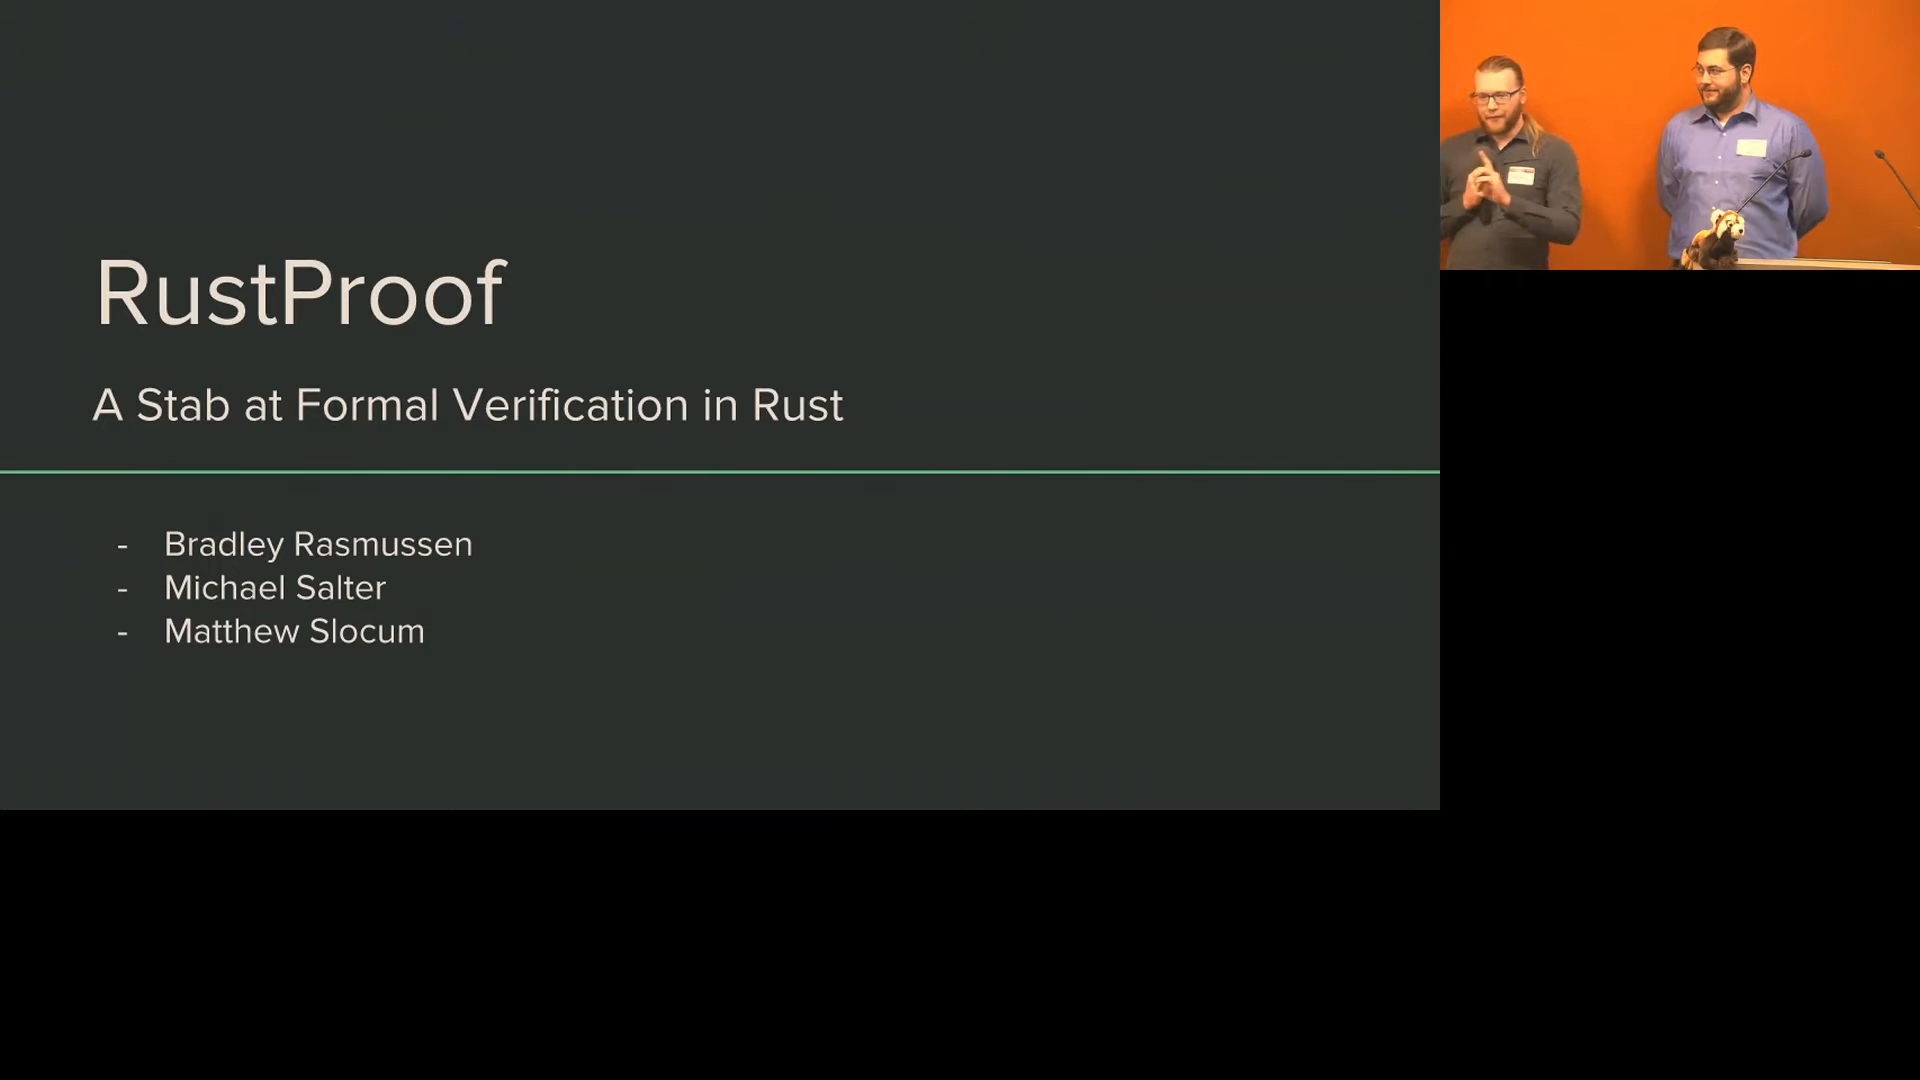 RustProof
A Stab at Formal Verification in Rust
- Bradley Rasmussen
- Michael Salter
- Matthew Slocum